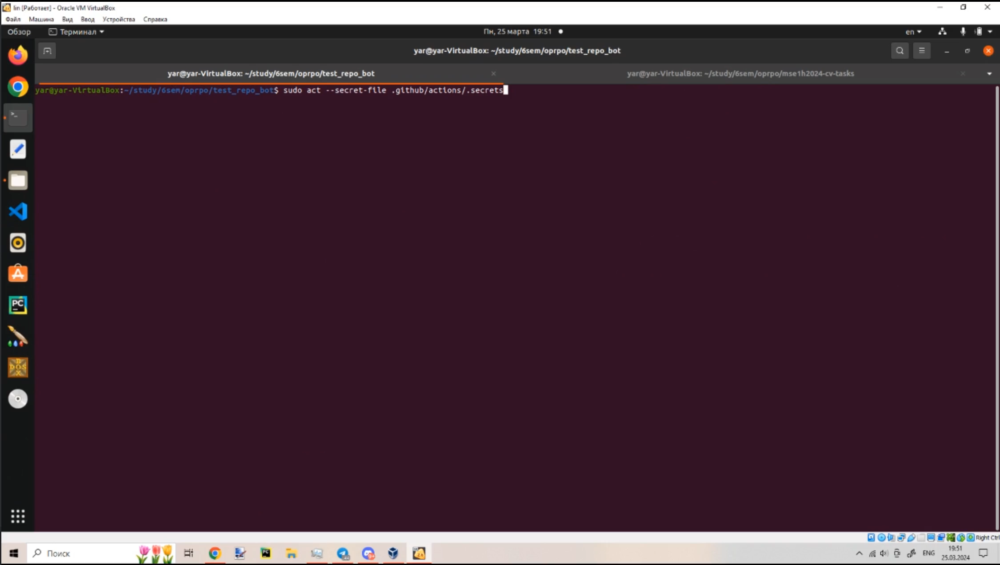 lin [Работает] - Oracle VM VirtualBox
Файл Машина Вид Ввод Устройства Справка
Обзор Терминал Пн, 25 марта 19:51 en
yar@yar-VirtualBox: ~/study/6sem/oprpo/test_repo_bot
yar@yar-VirtualBox: ~/study/6sem/oprpo/test_repo_bot yar@yar-VirtualBox: ~/study/6sem/oprpo/mse1h2024-cv-tasks
yar@yar-VirtualBox:~/study/6sem/oprpo/test_repo_bot$ sudo act --secret-file .github/actions/.secrets
PC
DOS BOX
Right Ctrl
Поиск ENG 19:51
25.03.2024